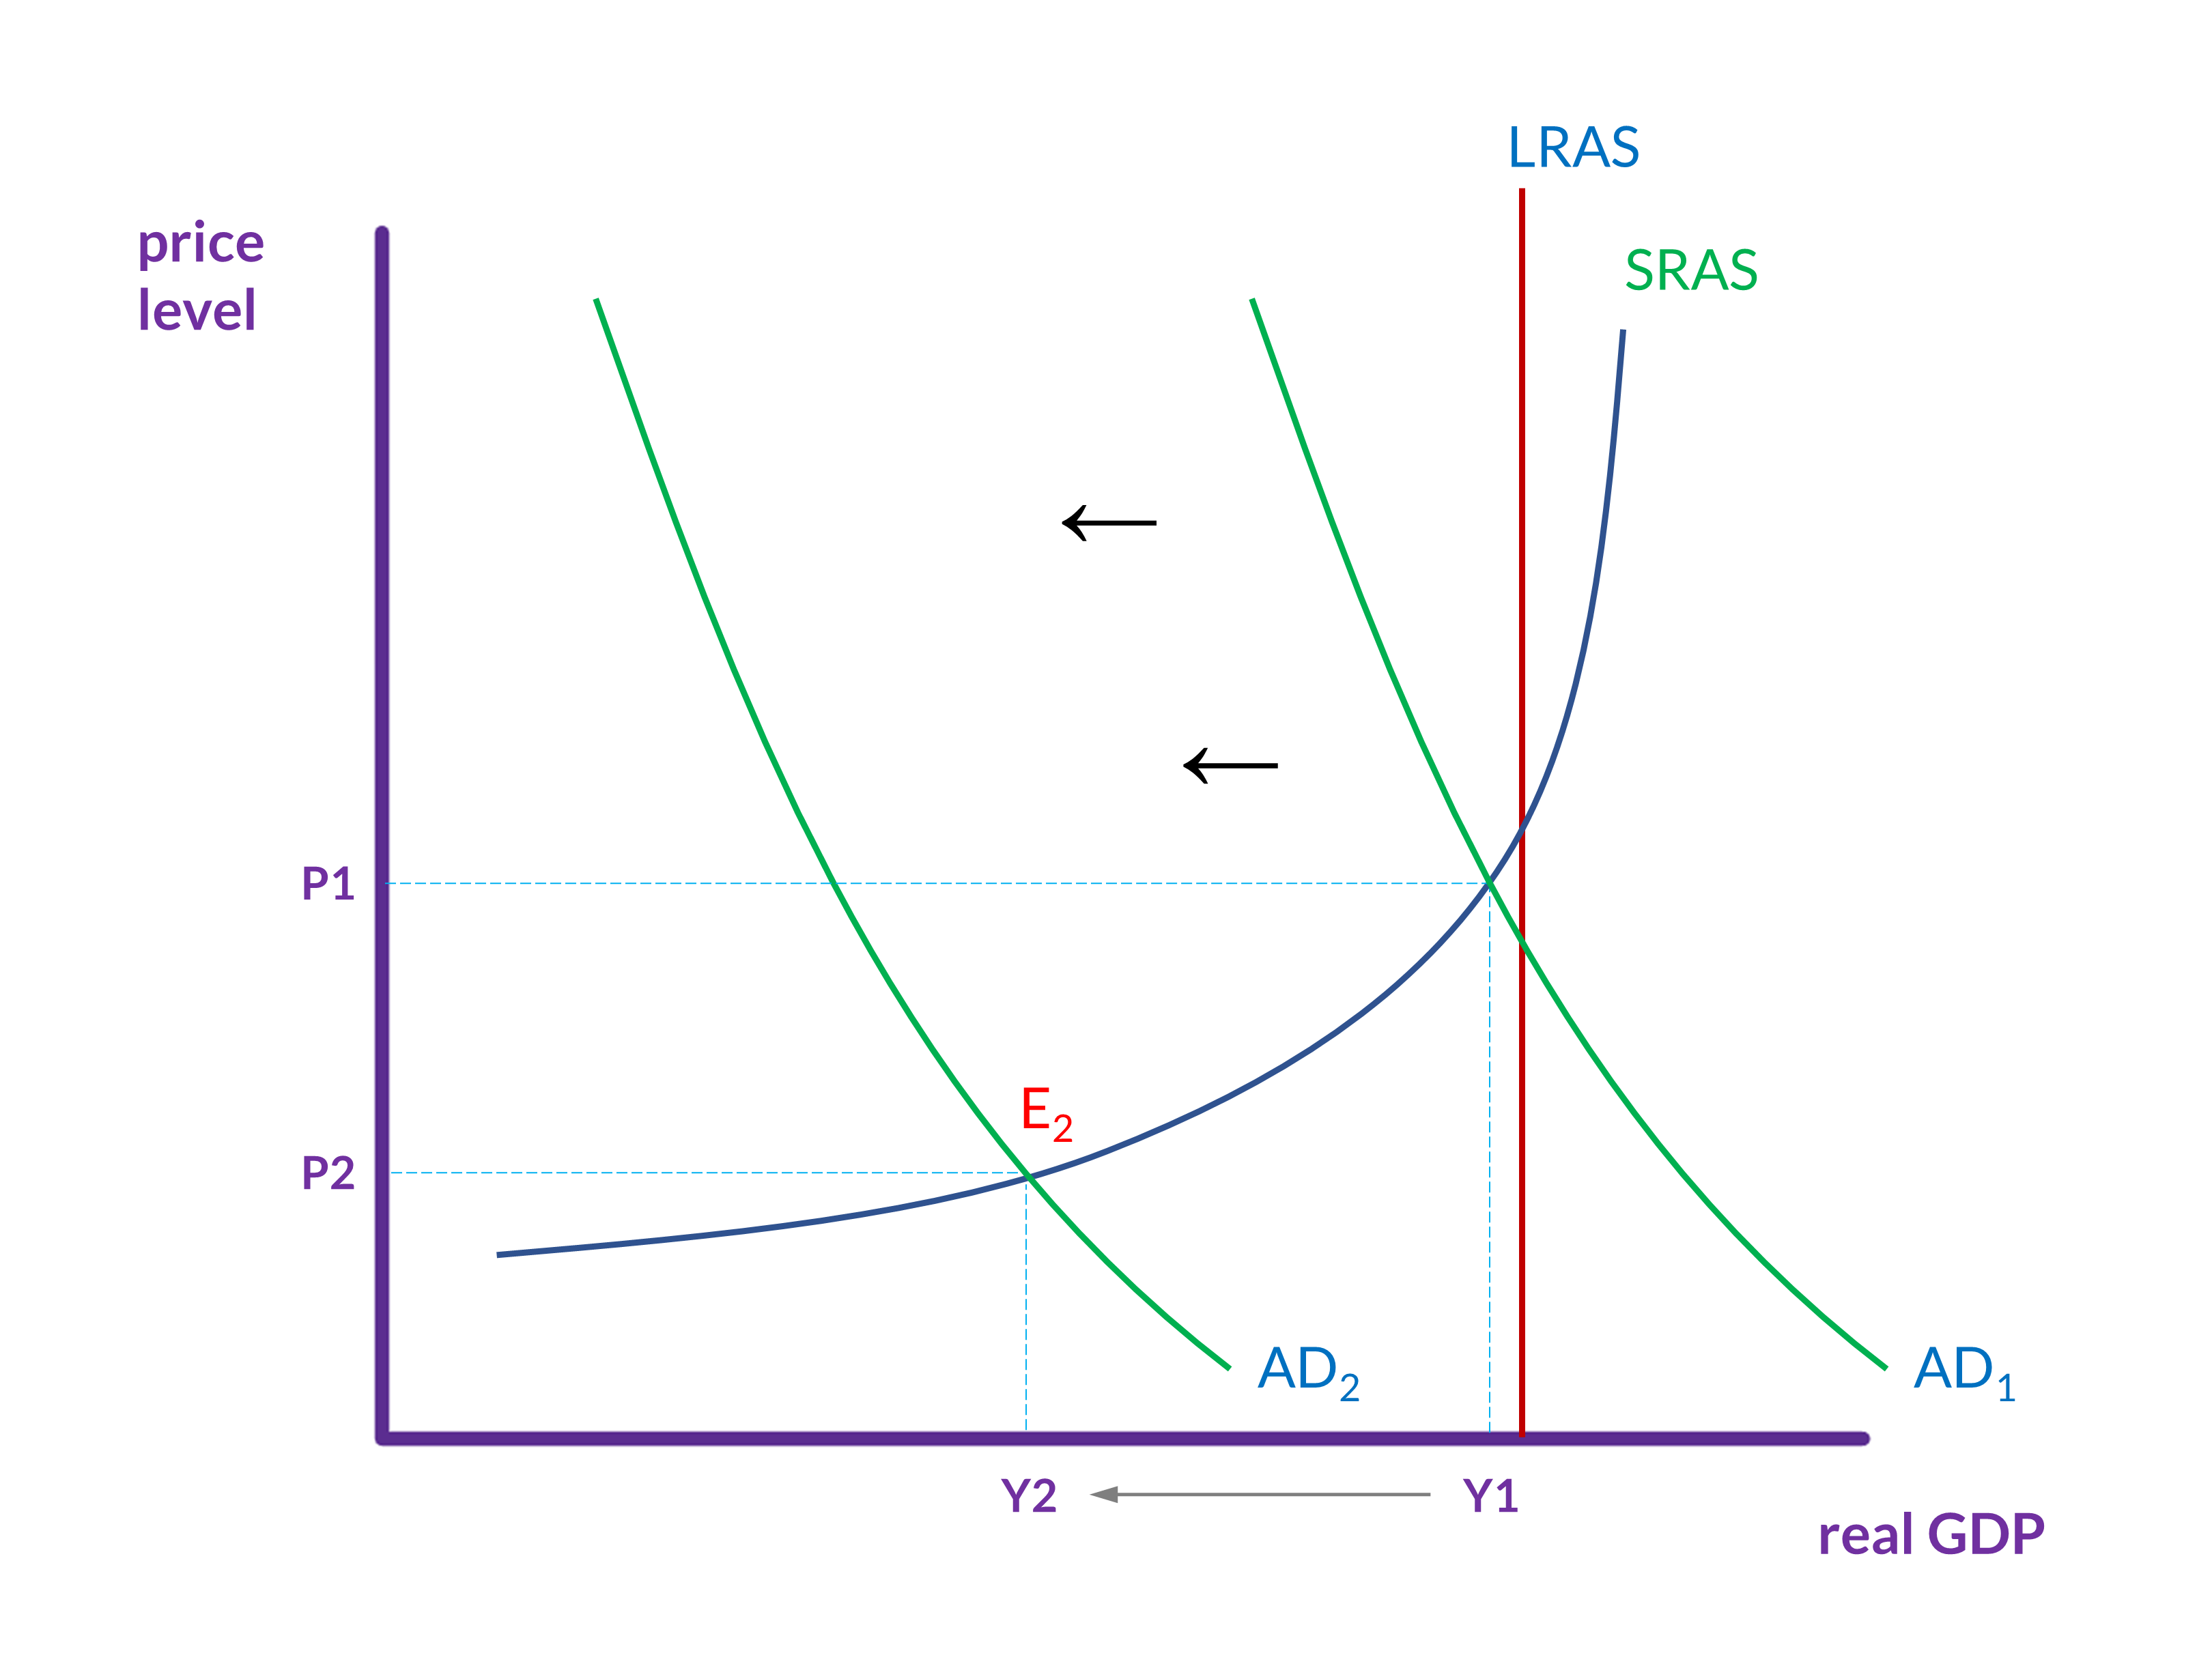 LRAS
SRAS
price
level
P1
E2
P2
AD2
AD1
Y2
Y1
real GDP